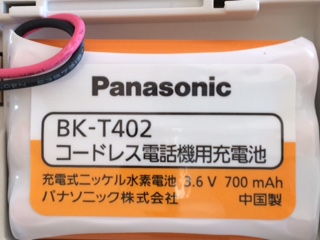 Panasonic
BK-T402
コードレス電話機用充電池
充電式ニッケル水素電池 3.6 V 700 mAh
パナソニック株式会社 中国製